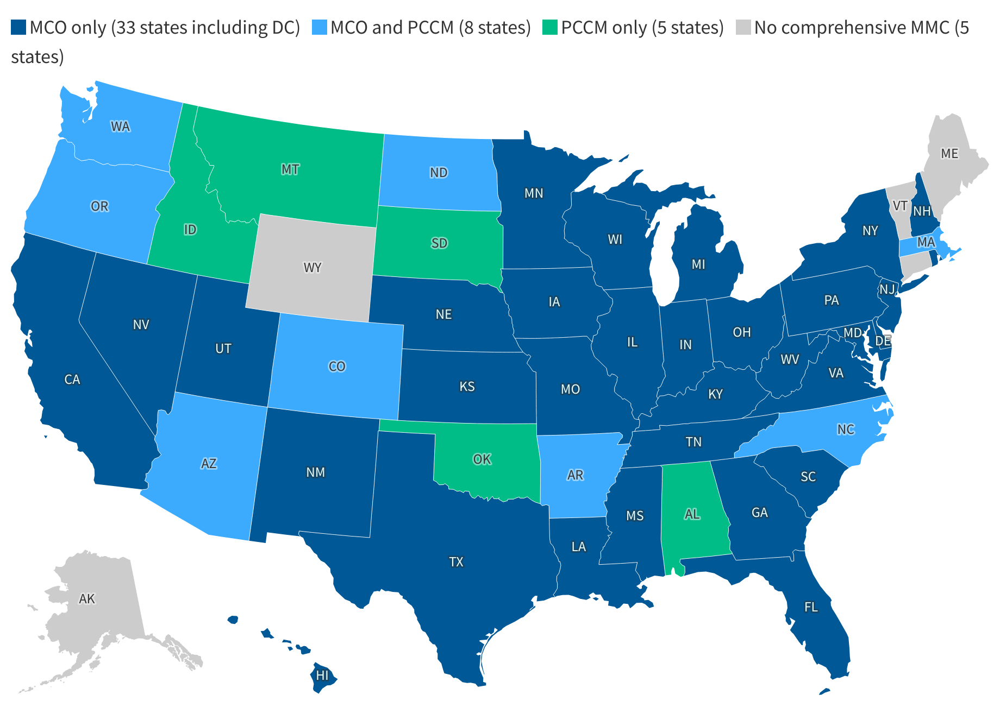 MCO only (33 states including DC) MCO and PCCM (8 states) PCCM only (5 states) No comprehensive MMC (5
states)
WA
ME
MT
ND
MN
VT
OR
NH
ID
NY
WI
MA
SD
MI
WY
NJ
PA
IA
NE
NV
OH
MD
DE
IL
IN
UT
WV
CO
VA
CA
KS
MO
KY
NC
TN
OK
AZ
NM
AR
SC
GA
AL
MS
LA
TX
AK
FL
HI